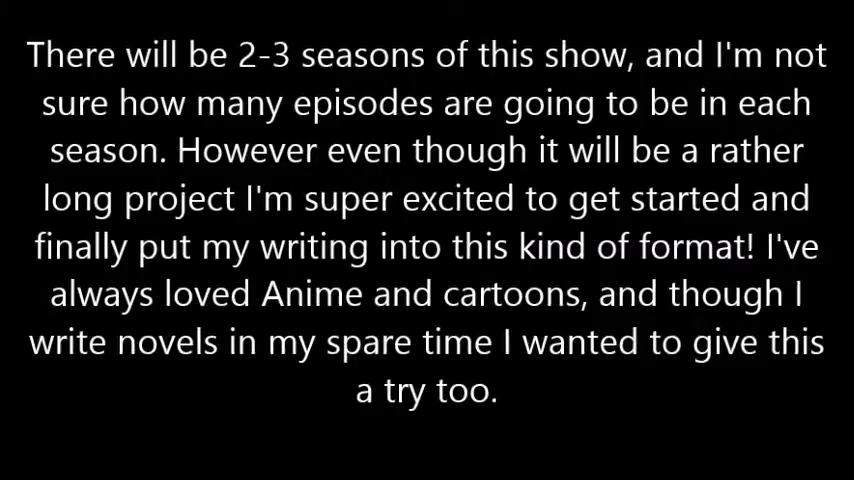 There will be 2-3 seasons of this show, and I'm not
sure how many episodes are going to be in each
season. However even though it will be a rather
long project I'm super excited to get started and
finally put my writing into this kind of format! I've
always loved Anime and cartoons, and though I
write novels in my spare time I wanted to give this
a try too.